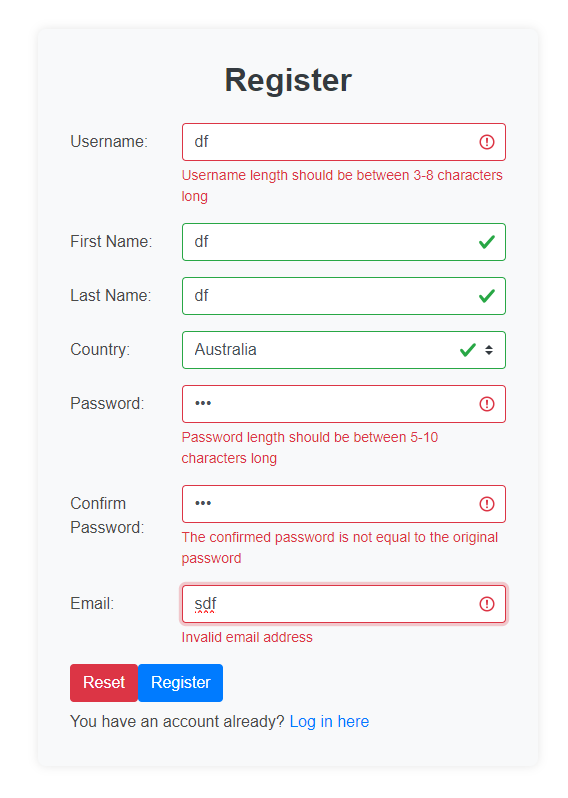 Register
Username:
df
Username length should be between 3-8 characters
long
First Name:
df
Last Name:
df
Country:
Australia
Password:
•••
Password length should be between 5-10
characters long
Confirm
Password:
•••
The confirmed password is not equal to the original
password
Email:
sdf
Invalid email address
Reset Register
You have an account already? Log in here